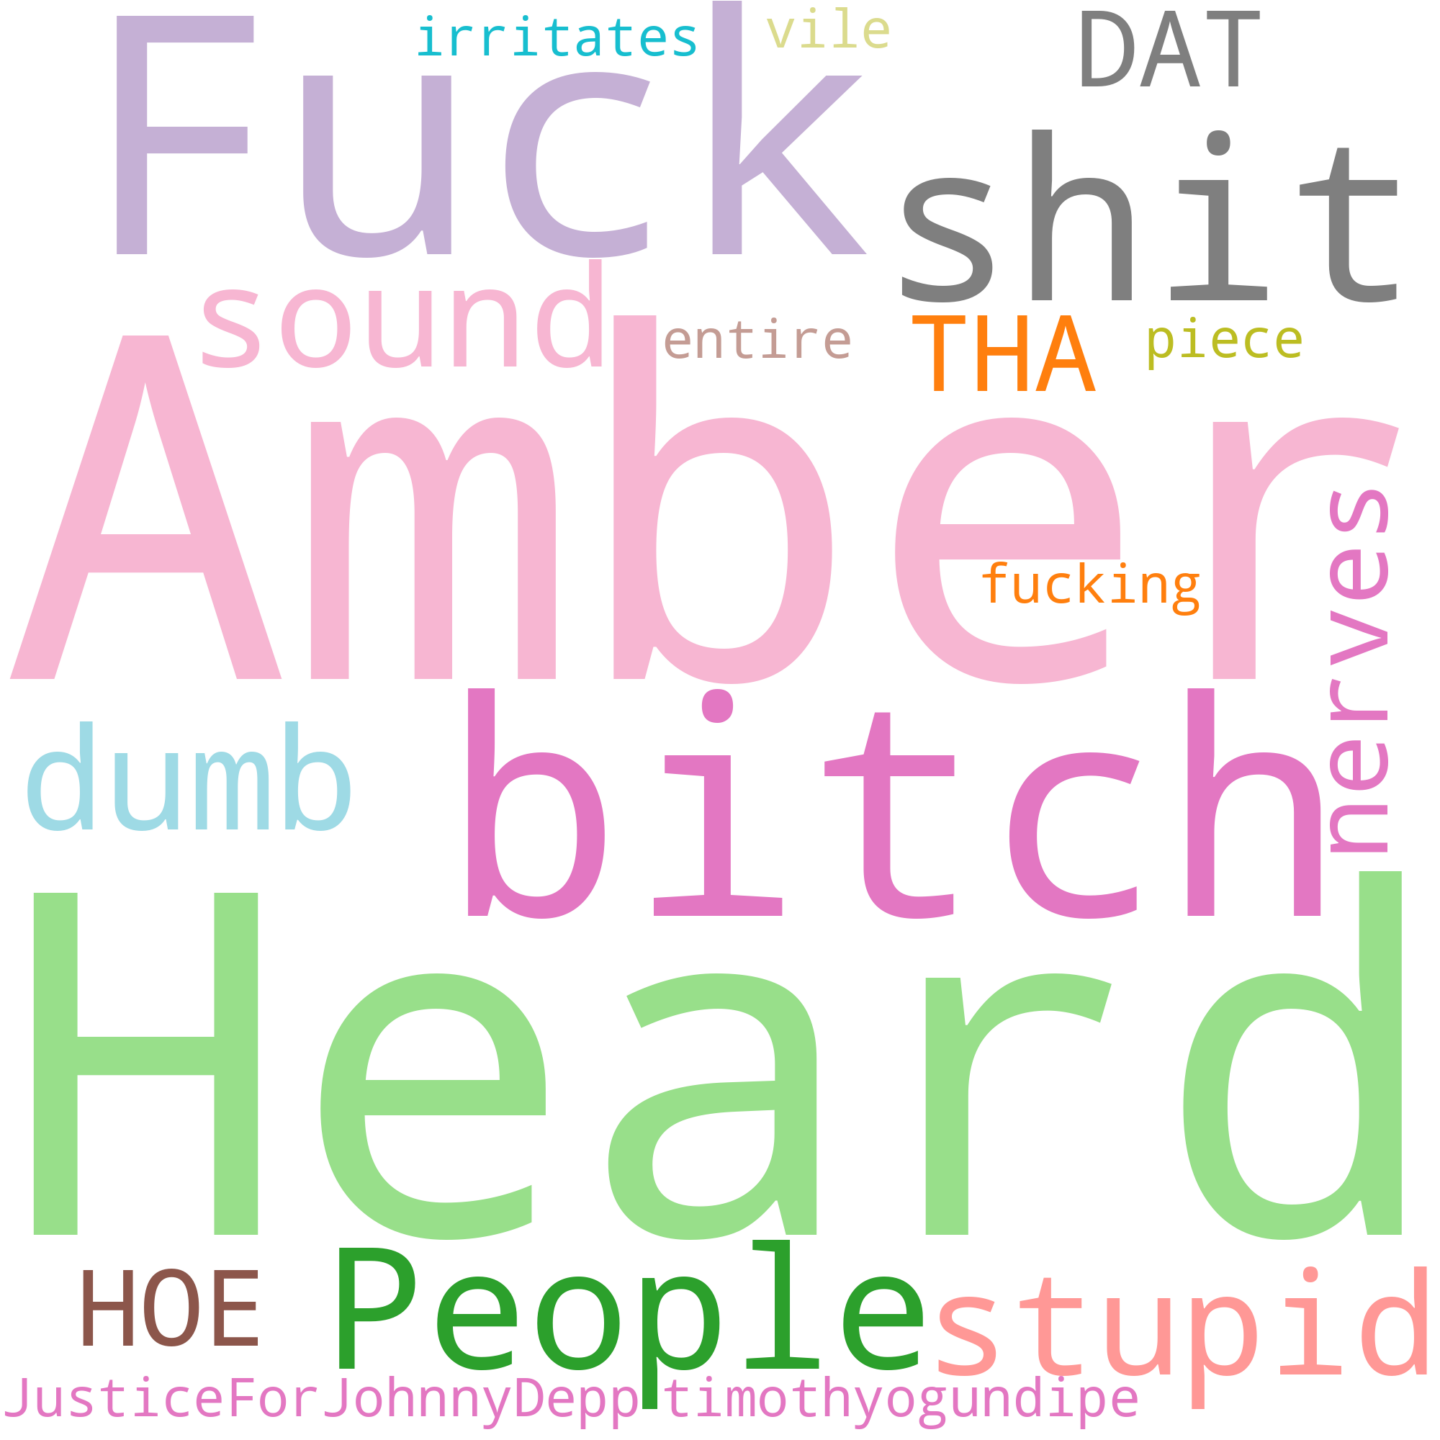 irritates vile DAT
Fuck
shit
sound entire THA piece
Amber
fucking
nerves
dumb bitch
Heard
HOE People stupid
JusticeForJohnnyDepp timothyogundipe